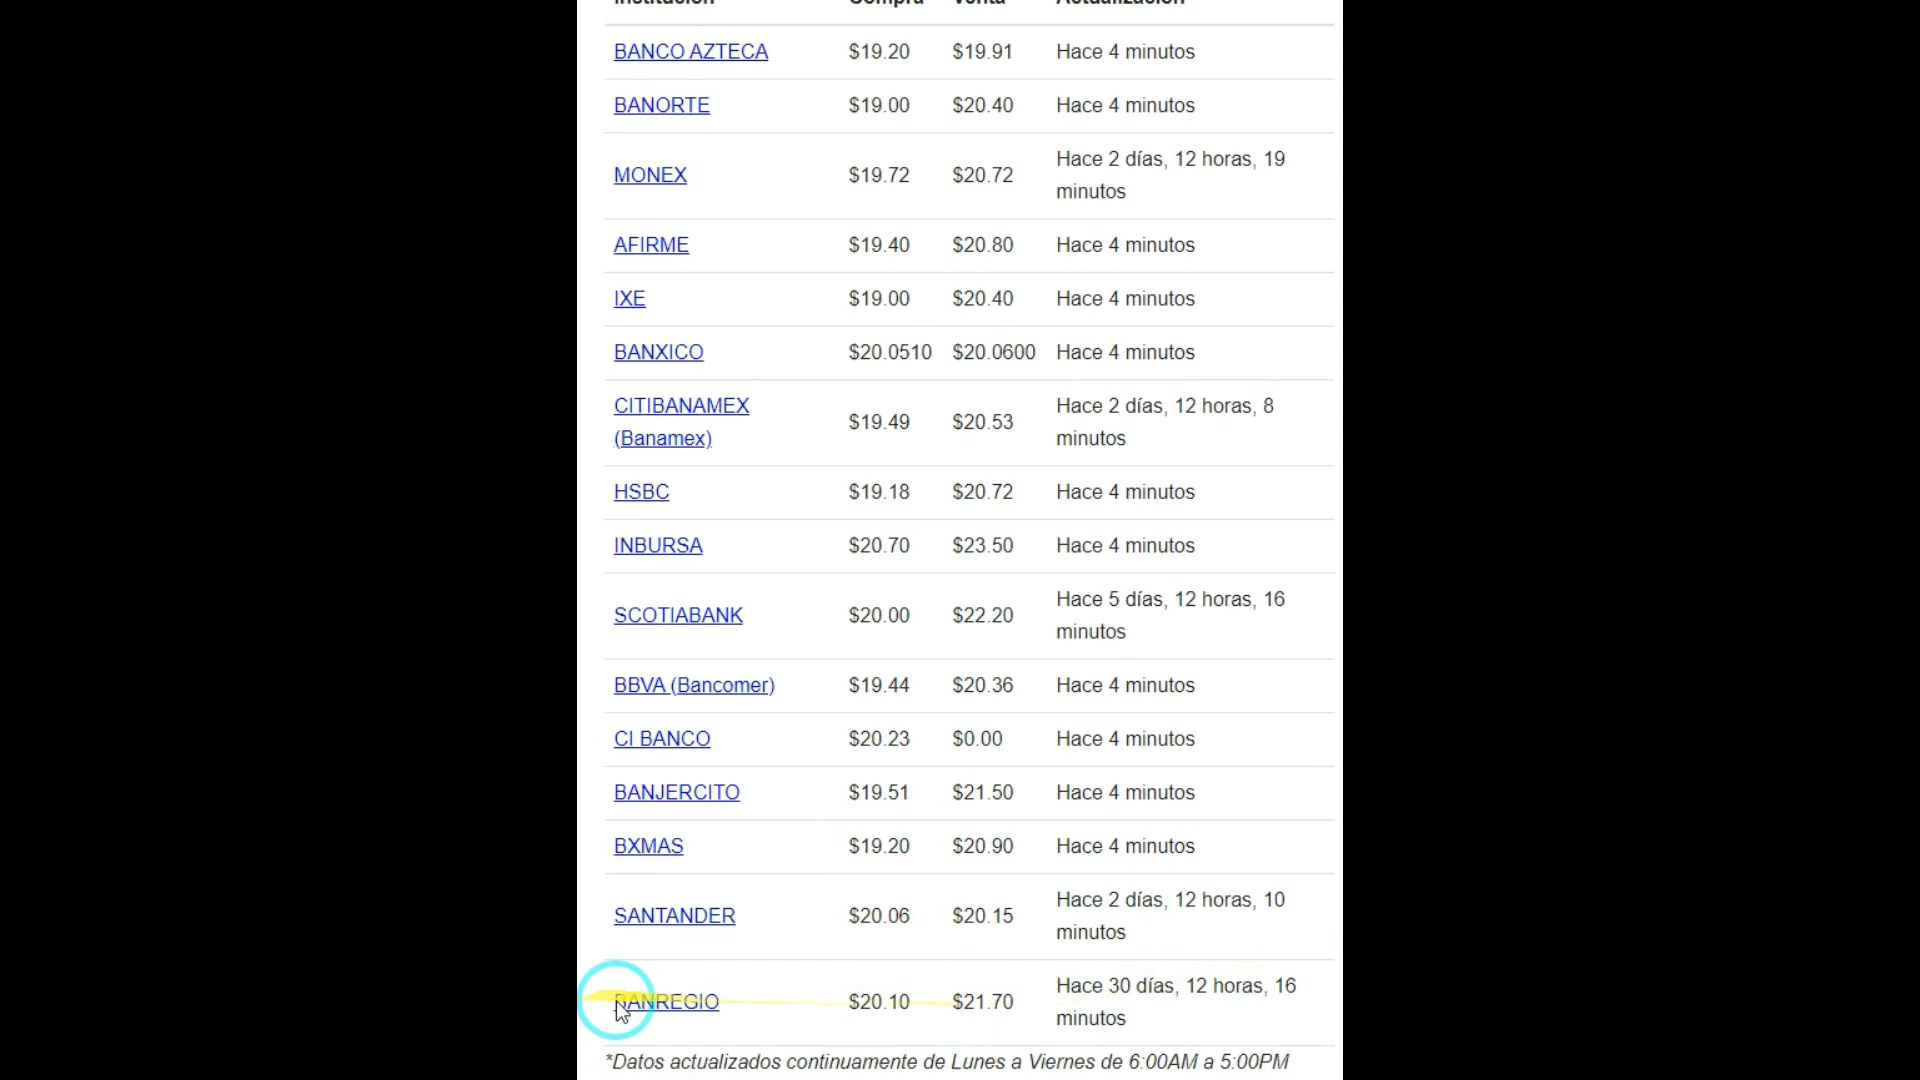 Institución Compra Venta Actualización
BANCO AZTECA $19.20 $19.91 Hace 4 minutos
BANORTE $19.00 $20.40 Hace 4 minutos
MONEX $19.72 $20.72 Hace 2 días, 12 horas, 19
minutos
AFIRME $19.40 $20.80 Hace 4 minutos
IXE $19.00 $20.40 Hace 4 minutos
BANXICO $20.0510 $20.0600 Hace 4 minutos
CITIBANAMEX
(Banamex) $19.49 $20.53 Hace 2 días, 12 horas, 8
minutos
HSBC $19.18 $20.72 Hace 4 minutos
INBURSA $20.70 $23.50 Hace 4 minutos
SCOTIABANK $20.00 $22.20 Hace 5 días, 12 horas, 16
minutos
BBVA (Bancomer) $19.44 $20.36 Hace 4 minutos
CI BANCO $20.23 $0.00 Hace 4 minutos
BANJERCITO $19.51 $21.50 Hace 4 minutos
BXMAS $19.20 $20.90 Hace 4 minutos
SANTANDER $20.06 $20.15 Hace 2 días, 12 horas, 10
minutos
BANREGIO $20.10 $21.70 Hace 30 días, 12 horas, 16
minutos
*Datos actualizados continuamente de Lunes a Viernes de 6:00AM a 5:00PM